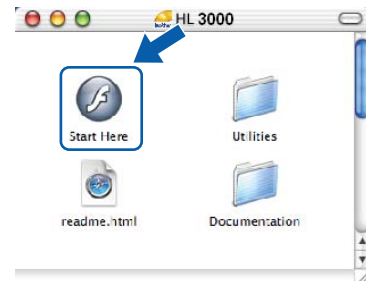 HL 3000
Start Here
Utilities
readme.html
Documentation